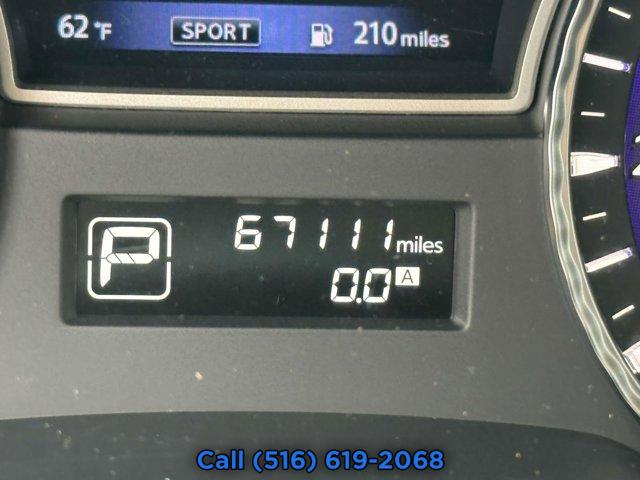 62°F SPORT 210 miles
P 67111 miles
0.0 A
Call (516) 619-2068